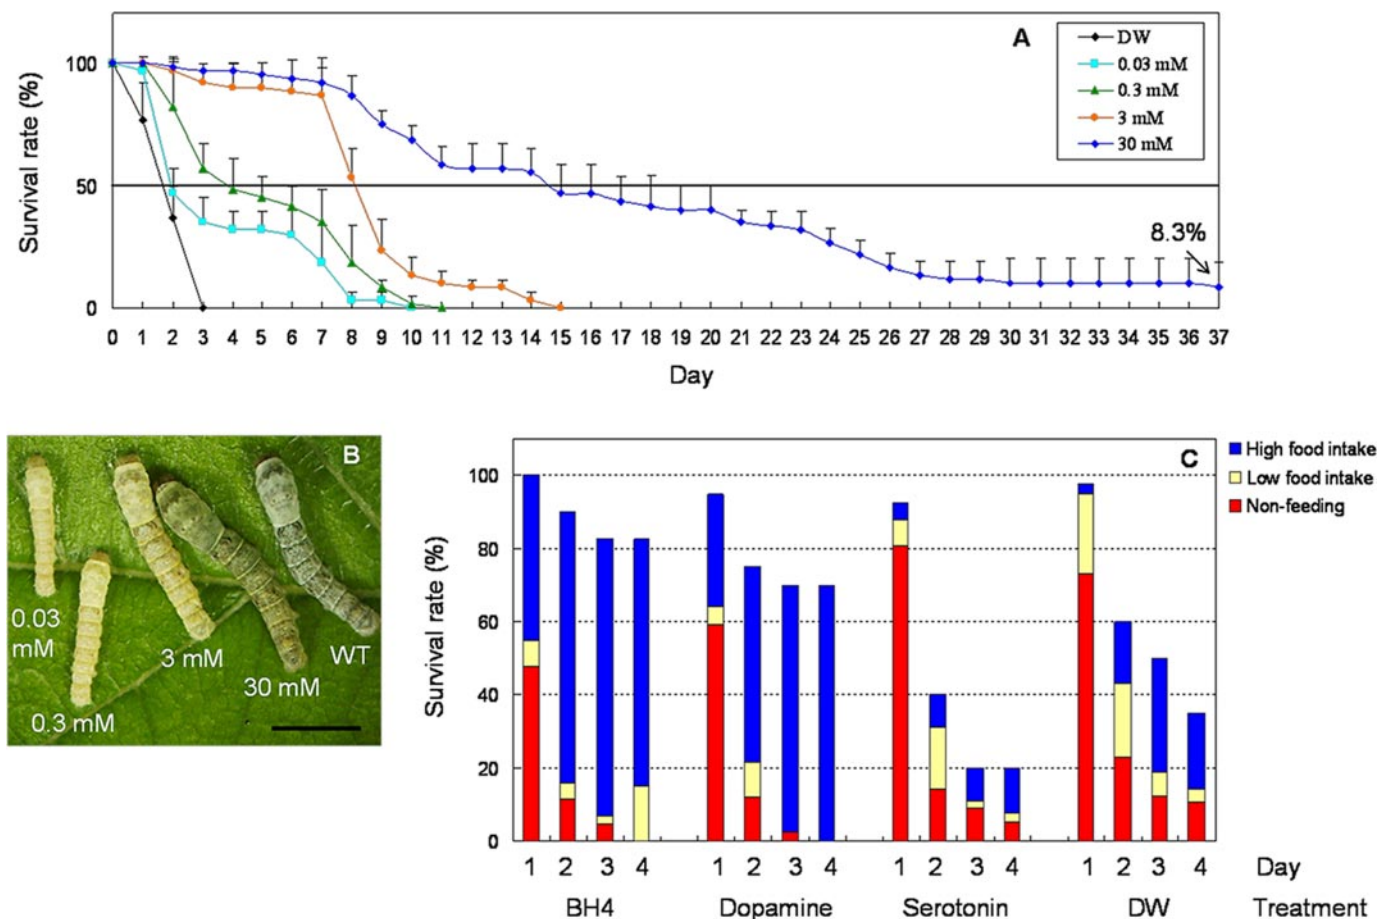 A
DW
0.03 mM
0.3 mM
3 mM
30 mM
Survival rate (%)
100
50
0
8.3%
0 1 2 3 4 5 6 7 8 9 10 11 12 13 14 15 16 17 18 19 20 21 22 23 24 25 26 27 28 29 30 31 32 33 34 35 36 37
Day
B
0.03
mM
0.3 mM
3 mM
30 mM
WT
C
High food intake
Low food intake
Non-feeding
Survival rate (%)
100
80
60
40
20
0
1 2 3 4 1 2 3 4 1 2 3 4 1 2 3 4 Day
BH4 Dopamine Serotonin DW Treatment